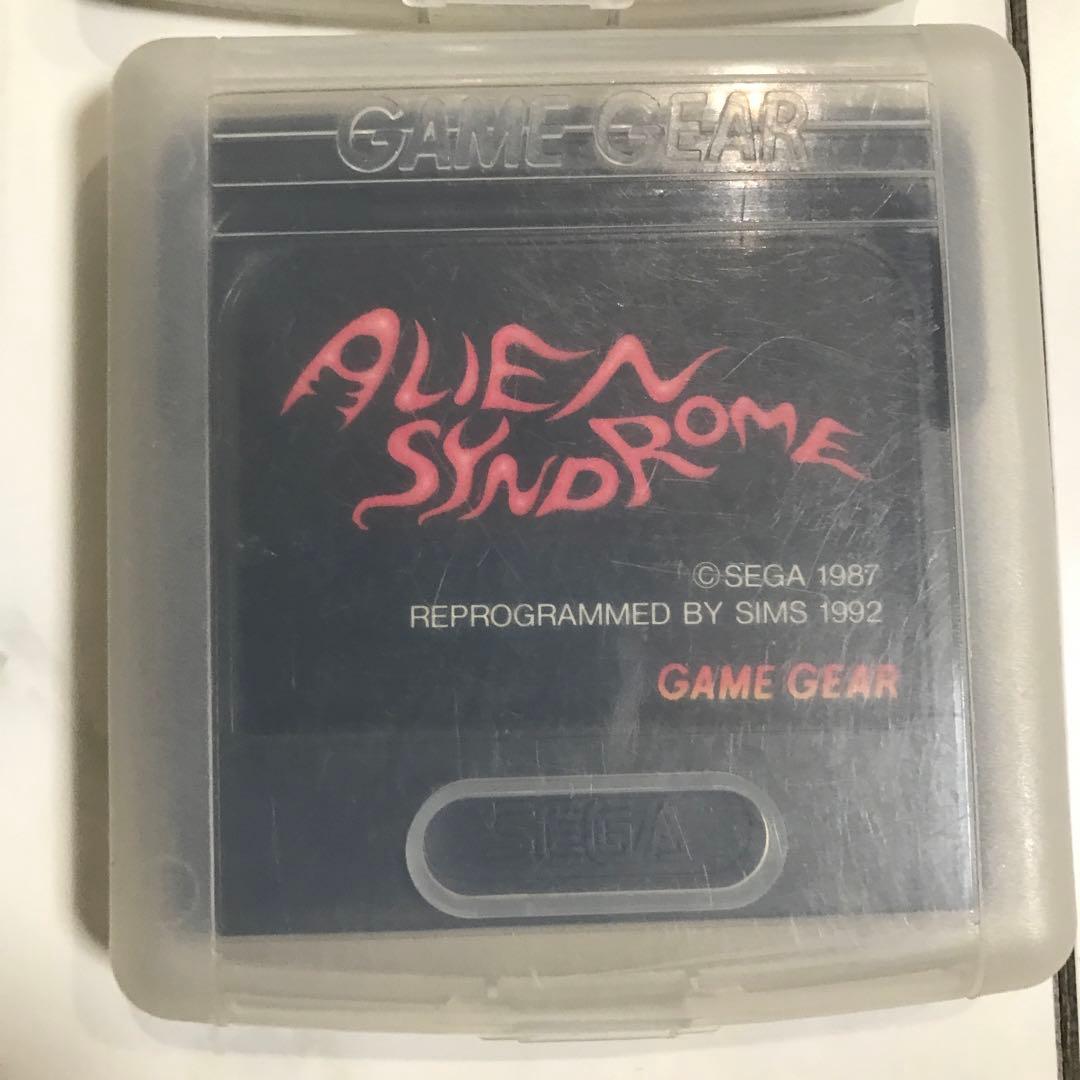 GAME GEAR
ALIEN
SYNDROME
©SEGA 1987
REPROGRAMMED BY SIMS 1992
GAME GEAR
SEGA